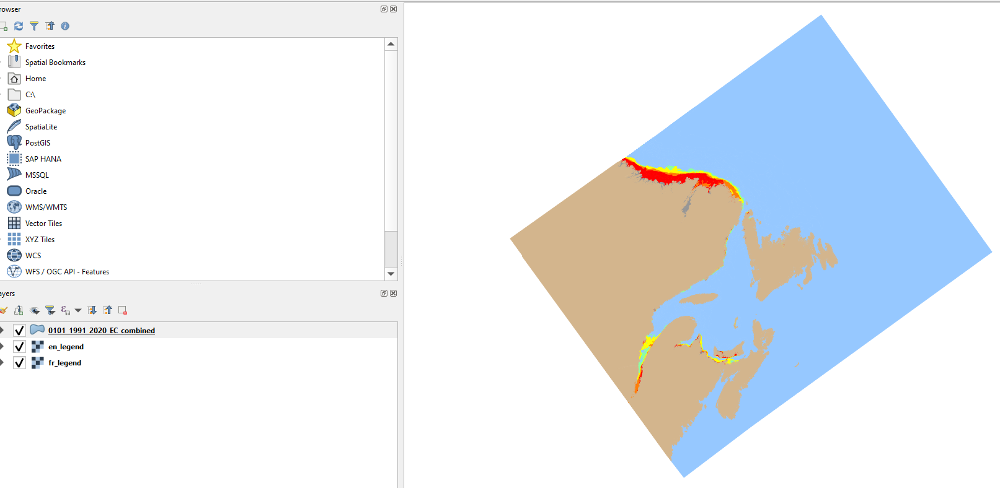 rowser
Favorites
Spatial Bookmarks
Home
C:\
GeoPackage
SpatiaLite
PostGIS
SAP HANA
MSSQL
Oracle
WMS/WMTS
Vector Tiles
XYZ Tiles
WCS
WFS / OGC API - Features
ayers
0101_1991_2020_EC_combined
en_legend
fr_legend